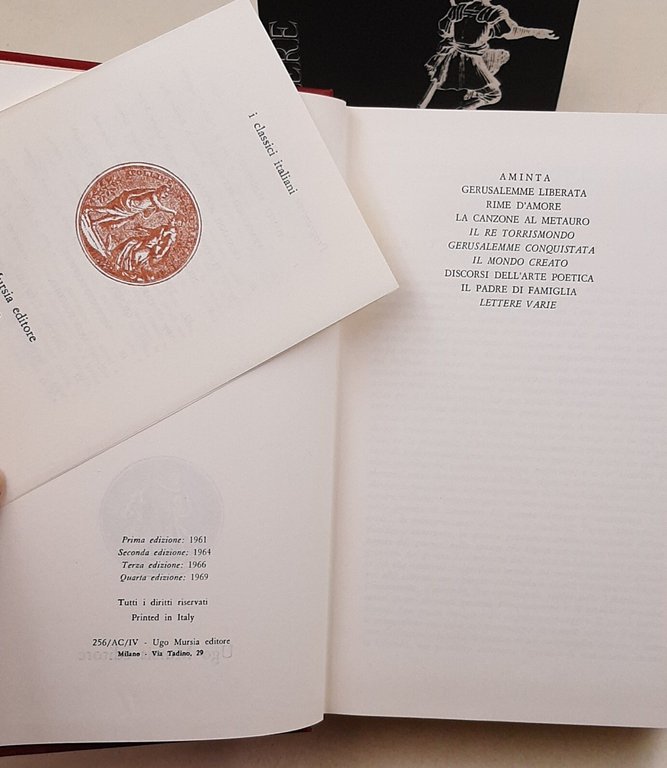 ERE
i classici italiani
ursia editore
AMINTA
GERUSALEMME LIBERATA
RIME D'AMORE
LA CANZONE AL METAURO
IL RE TORRISMONDO
GERUSALEMME CONQUISTATA
IL MONDO CREATO
DISCORSI DELL'ARTE POETICA
IL PADRE DI FAMIGLIA
LETTERE VARIE
Prima edizione: 1961
Seconda edizione: 1964
Terza edizione: 1966
Quarta edizione: 1969
Tutti i diritti riservati
Printed in Italy
256/AC/IV - Ugo Mursia editore
Milano - Via Tadino, 29